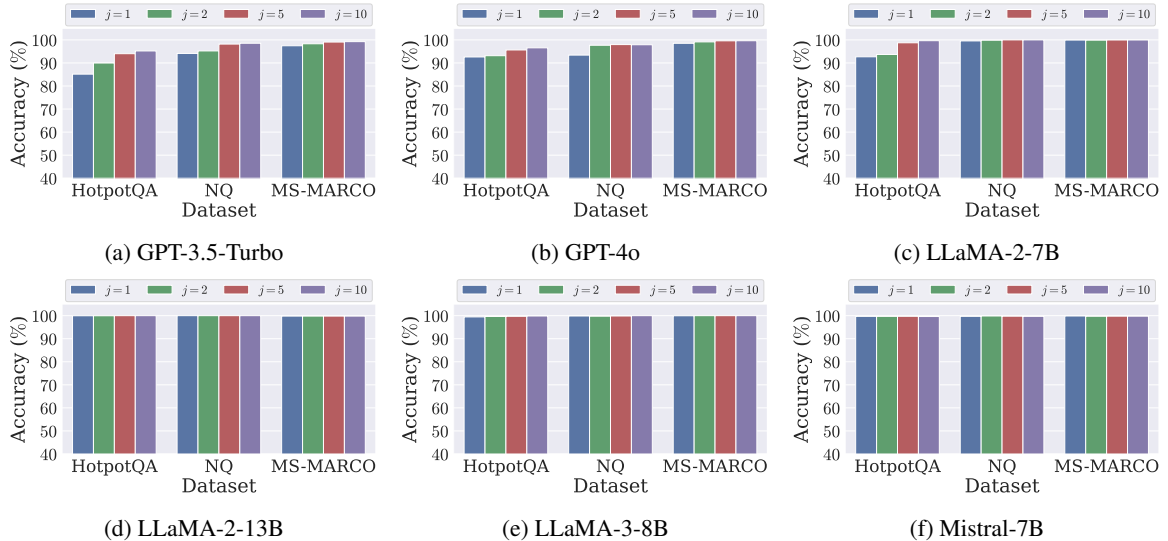 j = 1 j = 2 j = 5 j = 10
Accuracy (%)
100
90
80
70
60
50
40
HotpotQA NQ MS-MARCO
Dataset
(a) GPT-3.5-Turbo
j = 1 j = 2 j = 5 j = 10
Accuracy (%)
100
90
80
70
60
50
40
HotpotQA NQ MS-MARCO
Dataset
(b) GPT-4o
j = 1 j = 2 j = 5 j = 10
Accuracy (%)
100
90
80
70
60
50
40
HotpotQA NQ MS-MARCO
Dataset
(c) LLaMA-2-7B
j = 1 j = 2 j = 5 j = 10
Accuracy (%)
100
90
80
70
60
50
40
HotpotQA NQ MS-MARCO
Dataset
(d) LLaMA-2-13B
j = 1 j = 2 j = 5 j = 10
Accuracy (%)
100
90
80
70
60
50
40
HotpotQA NQ MS-MARCO
Dataset
(e) LLaMA-3-8B
j = 1 j = 2 j = 5 j = 10
Accuracy (%)
100
90
80
70
60
50
40
HotpotQA NQ MS-MARCO
Dataset
(f) Mistral-7B